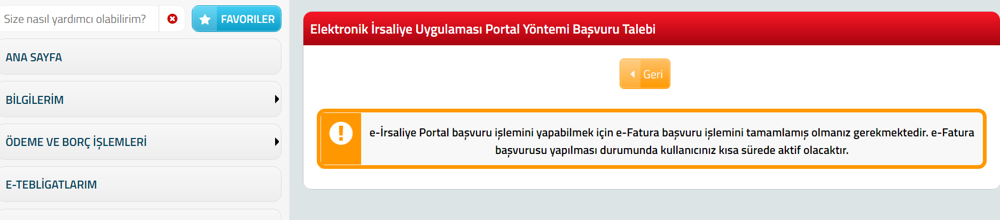 Size nasıl yardımcı olabilirim?
FAVORILER
ANA SAYFA
BİLGİLERİM
ÖDEME VE BORÇ İŞLEMLERİ
E-TEBLİGATLARIM
Elektronik İrsaliye Uygulaması Portal Yöntemi Başvuru Talebi
Geri
e-İrsaliye Portal başvuru işlemini yapabilmek için e-Fatura başvuru işlemini tamamlamış olmanız gerekmektedir. e-Fatura
başvurusu yapılması durumunda kullanıcınız kısa sürede aktif olacaktır.